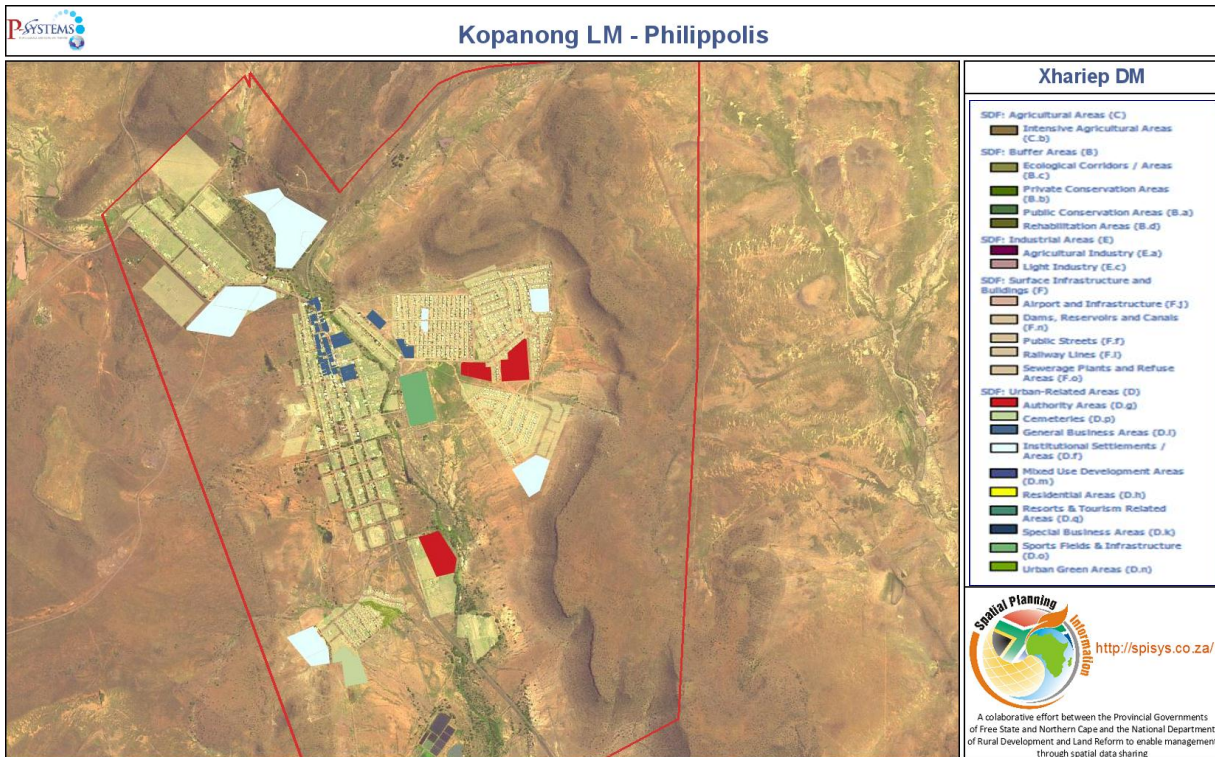 P-SYSTEMS
Kopanong LM - Philippolis
Xhariep DM
SDF: Agricultural Areas (C)
Intensive Agricultural Areas
(C.b)
SDF: Buffer Areas (B)
Ecological Corridors / Areas
(B.c)
Private Conservation Areas
(B.b)
Public Conservation Areas (B.a)
Rehabilitation Areas (B.d)
SDF: Industrial Areas (E)
Agricultural Industry (E.a)
Light Industry (E.c)
SDF: Surface Infrastructure and
Buildings (F)
Airport and Infrastructure (F.j)
Dams, Reservoirs and Canals
(F.n)
Public Streets (F.f)
Railway Lines (F.i)
Sewerage Plants and Refuse
Areas (F.o)
SDF: Urban-Related Areas (D)
Authority Areas (D.g)
Cemeteries (D.p)
General Business Areas (D.l)
Institutional Settlements /
Areas (D.f)
Mixed Use Development Areas
(D.m)
Residential Areas (D.h)
Resorts & Tourism Related
Areas (D.q)
Special Business Areas (D.k)
Sports Fields & Infrastructure
(D.o)
Urban Green Areas (D.n)
Spatial Planning
Information
http://spisys.co.za/
A colaborative effort between the Provincial Governments
of Free State and Northern Cape and the National Department
of Rural Development and Land Reform to enable management
through spatial data sharing